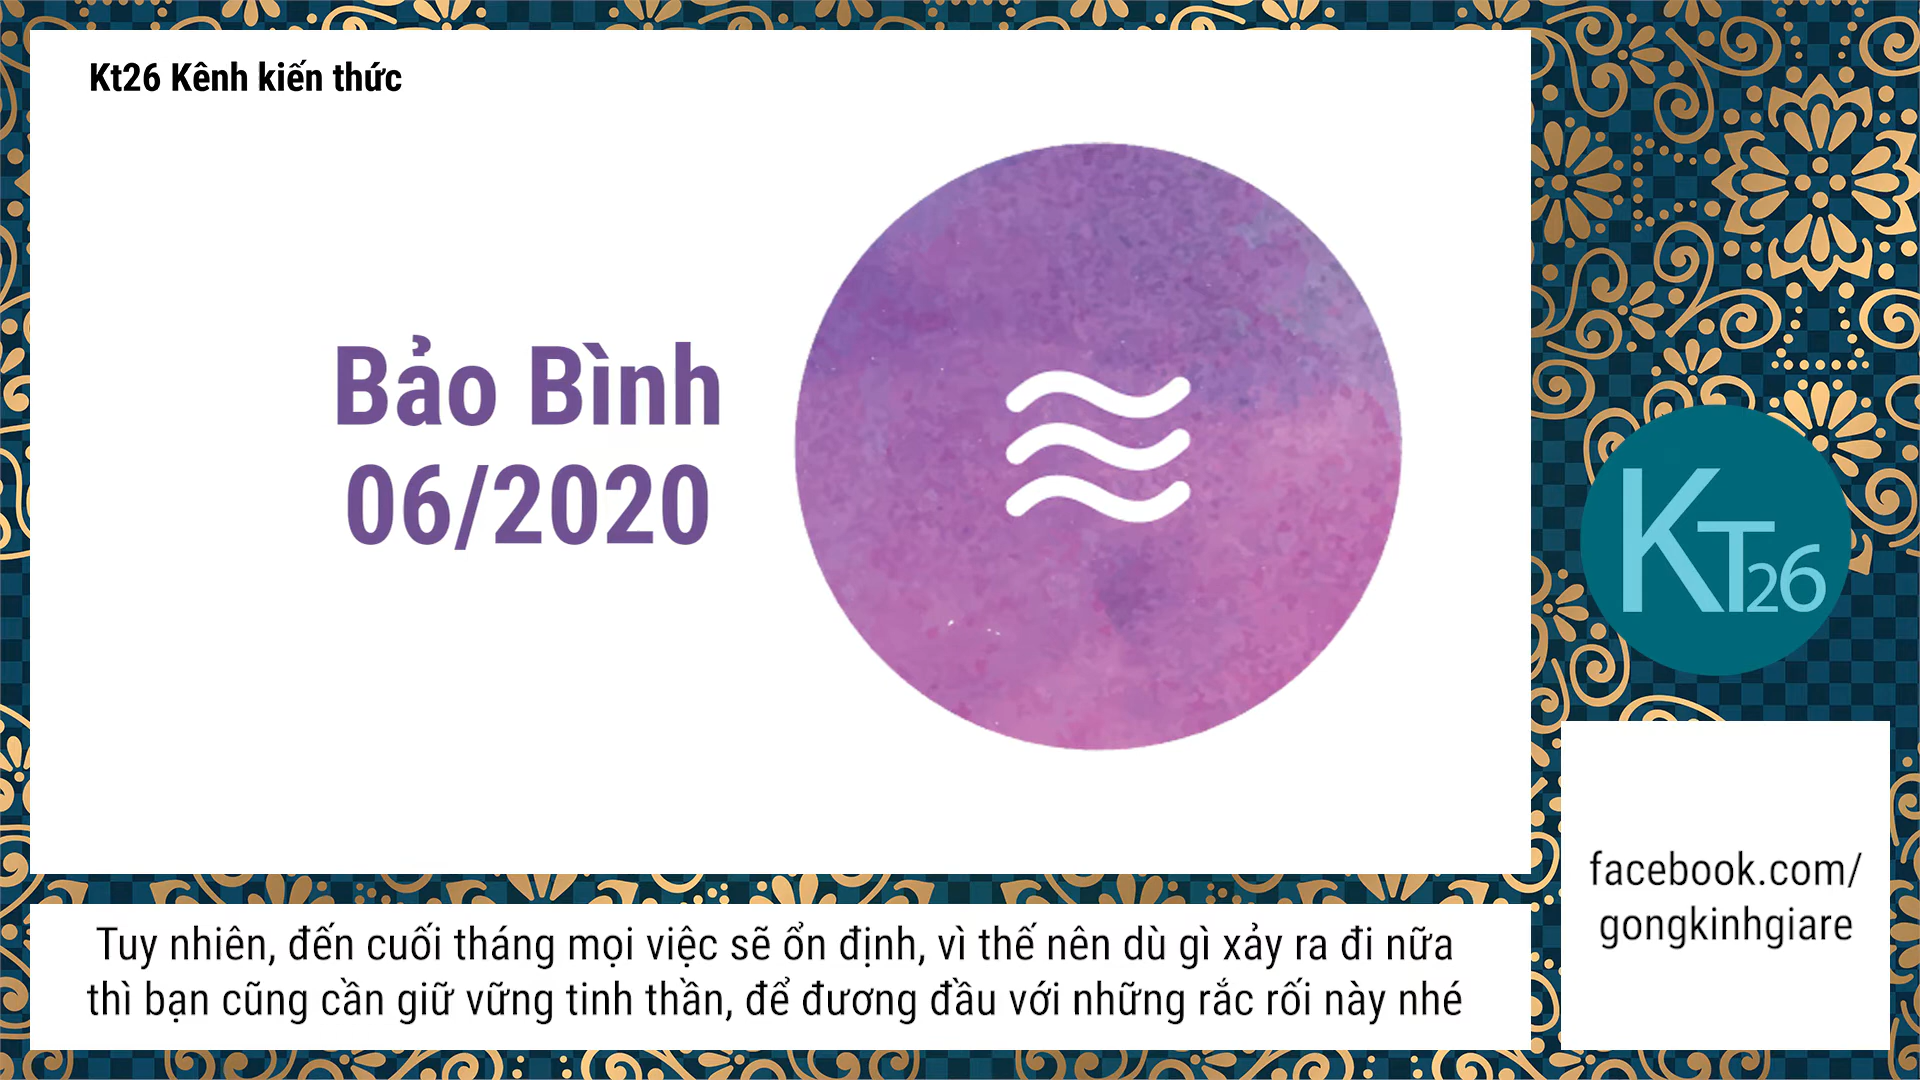 Kt26 Kênh kiến thức
Bảo Bình
06/2020
KT26
facebook.com/
gongkinhgiare
Tuy nhiên, đến cuối tháng mọi việc sẽ ổn định, vì thế nên dù gì xảy ra đi nữa
thì bạn cũng cần giữ vững tinh thần, để đương đầu với những rắc rối này nhé